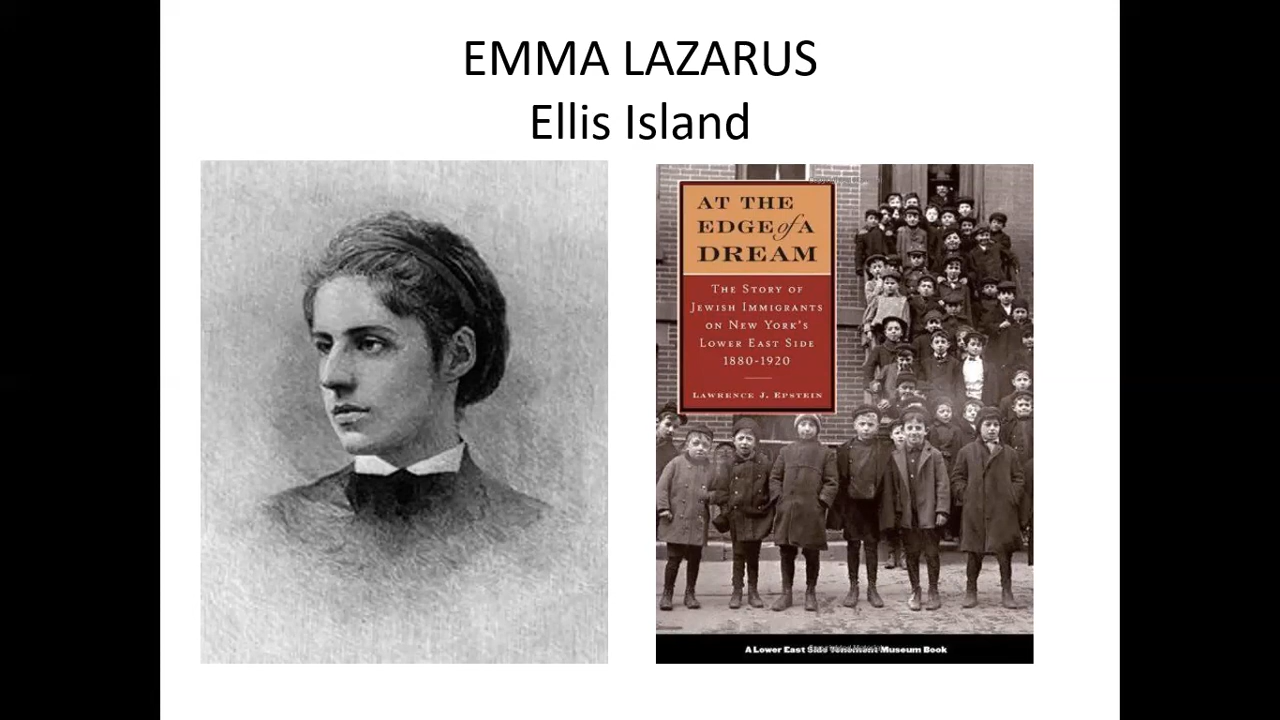 EMMA LAZARUS
Ellis Island
AT THE
EDGE of A
DREAM
THE STORY OF
JEWISH IMMIGRANTS
ON NEW YORK'S
LOWER EAST SIDE
1880-1920
LAWRENCE J. EPSTEIN
A Lower East Side Tenement Museum Book